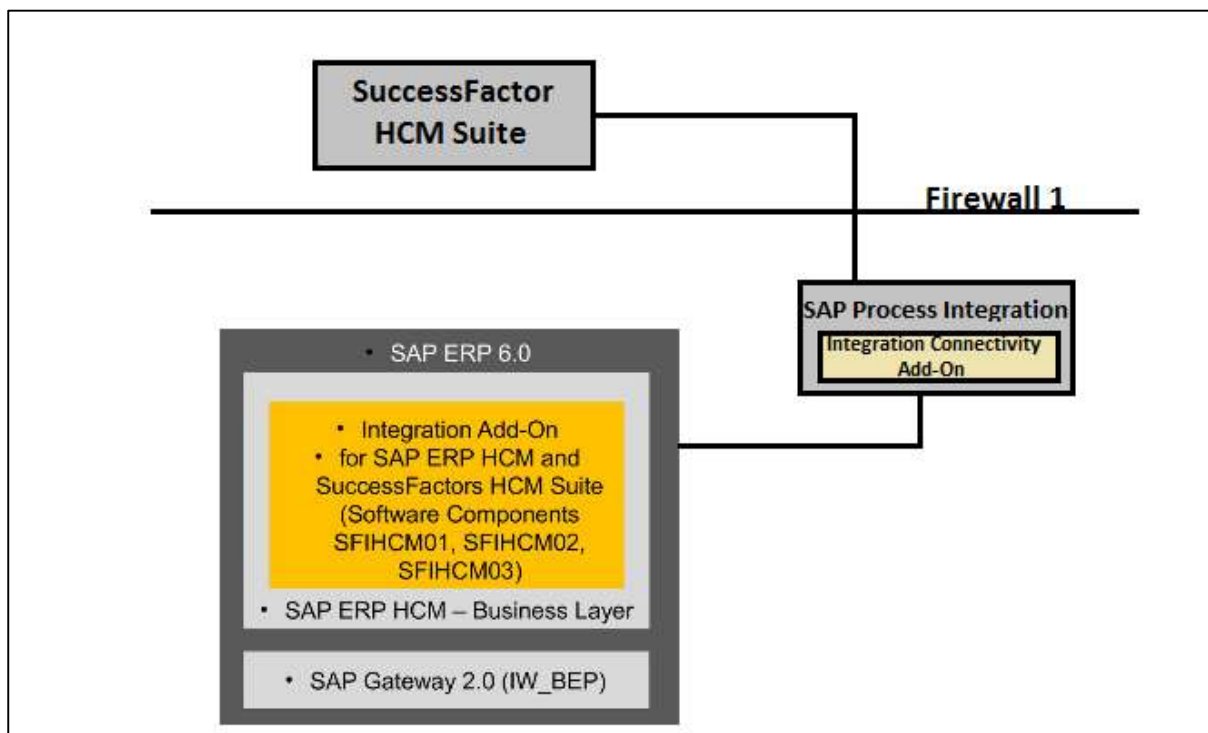 SuccessFactor
HCM Suite
Firewall 1
SAP Process Integration
Integration Connectivity
Add-On
• SAP ERP 6.0
• Integration Add-On
• for SAP ERP HCM and
SuccessFactors HCM Suite
(Software Components
SFIHCM01, SFIHCM02,
SFIHCM03)
• SAP ERP HCM – Business Layer
• SAP Gateway 2.0 (IW_BEP)